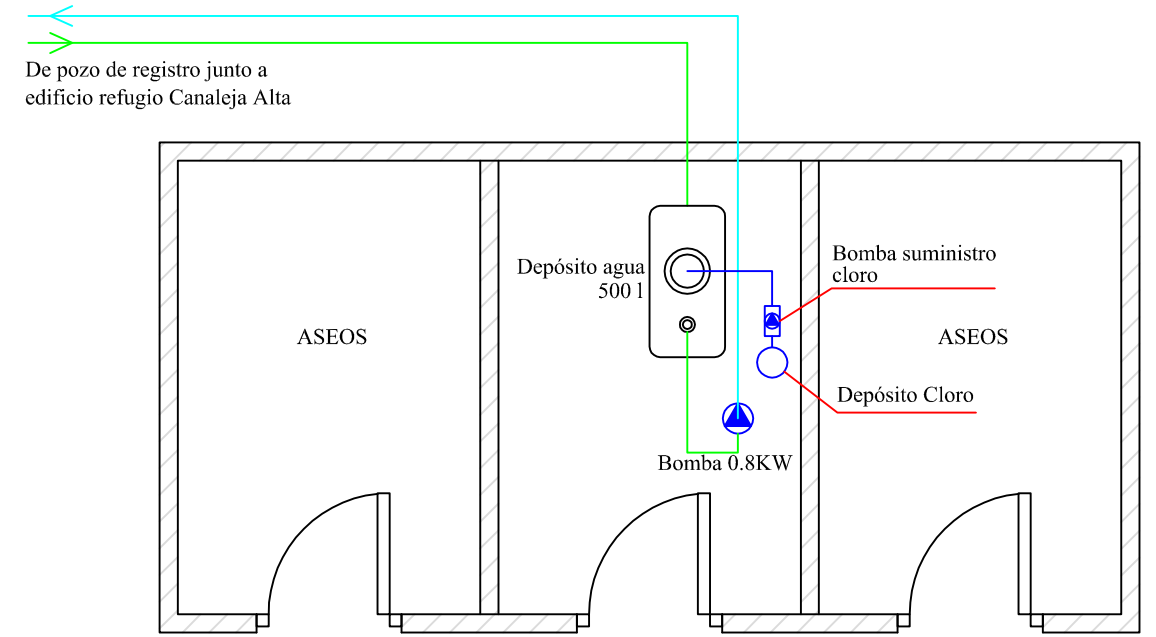 De pozo de registro junto a
edificio refugio Canaleja Alta
Depósito agua
500 l
Bomba suministro
cloro
ASEOS
ASEOS
Depósito Cloro
Bomba 0.8KW